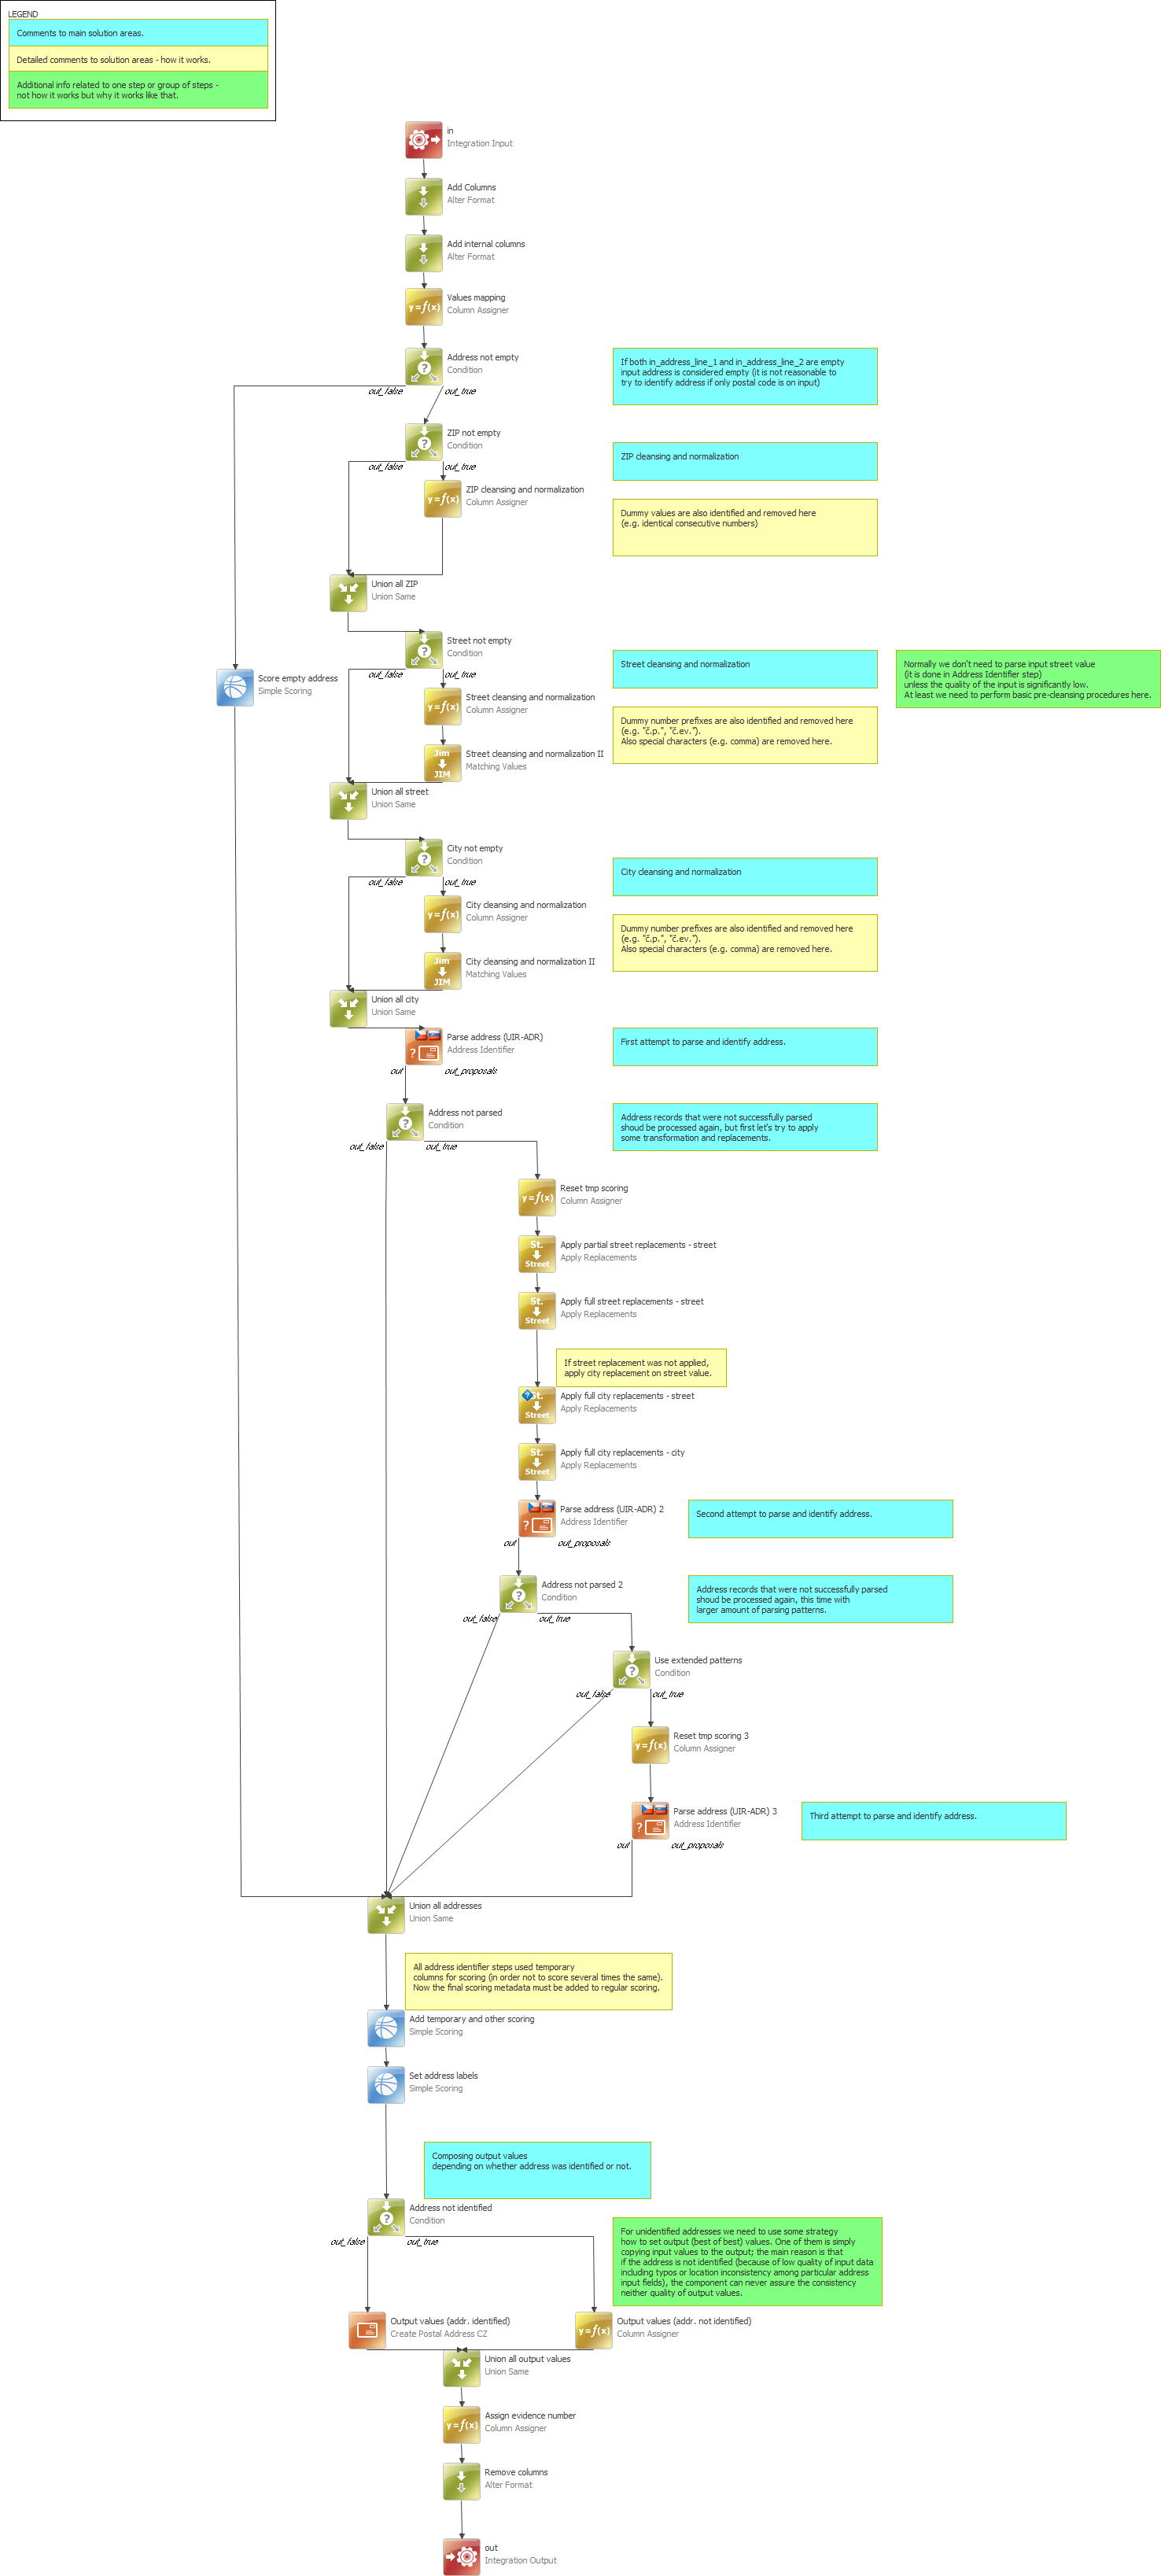 LEGEND
Comments to main solution areas.
Detailed comments to solution areas - how it works.
Additional info related to one step or group of steps -
not how it works but why it works like that.
in
Integration Input
Add Columns
Alter Format
Add internal columns
Alter Format
y=f(x)
Values mapping
Column Assigner
Address not empty
Condition
out_false
out_true
If both in_address_line_1 and in_address_line_2 are empty
input address is considered empty (it is not reasonable to
try to identify address if only postal code is on input)
ZIP not empty
Condition
out_false
out_true
ZIP cleansing and normalization
y=f(x)
ZIP cleansing and normalization
Column Assigner
Dummy values are also identified and removed here
(e.g. identical consecutive numbers)
Union all ZIP
Union Same
Street not empty
Condition
out_false
out_true
Street cleansing and normalization
Normally we don't need to parse input street value
(it is done in Address Identifier step)
unless the quality of the input is significantly low.
At least we need to perform basic pre-cleansing procedures here.
Score empty address
Simple Scoring
y=f(x)
Street cleansing and normalization
Column Assigner
Dummy number prefixes are also identified and removed here
(e.g. "č.p.", "č.ev.").
Also special characters (e.g. comma) are removed here.
Jim
JIM
Street cleansing and normalization II
Matching Values
Union all street
Union Same
City not empty
Condition
out_false
out_true
City cleansing and normalization
y=f(x)
City cleansing and normalization
Column Assigner
Dummy number prefixes are also identified and removed here
(e.g. "č.p.", "č.ev.").
Also special characters (e.g. comma) are removed here.
Jim
JIM
City cleansing and normalization II
Matching Values
Union all city
Union Same
Parse address (UIR-ADR)
Address Identifier
out
out_proposals
First attempt to parse and identify address.
Address not parsed
Condition
out_false
out_true
Address records that were not successfully parsed
shoud be processed again, but first let's try to apply
some transformation and replacements.
y=f(x)
Reset tmp scoring
Column Assigner
St.
Street
Apply partial street replacements - street
Apply Replacements
St.
Street
Apply full street replacements - street
Apply Replacements
If street replacement was not applied,
apply city replacement on street value.
St.
Street
Apply full city replacements - street
Apply Replacements
St.
Street
Apply full city replacements - city
Apply Replacements
Parse address (UIR-ADR) 2
Address Identifier
out
out_proposals
Second attempt to parse and identify address.
Address not parsed 2
Condition
out_false
out_true
Address records that were not successfully parsed
shoud be processed again, this time with
larger amount of parsing patterns.
Use extended patterns
Condition
out_false
out_true
y=f(x)
Reset tmp scoring 3
Column Assigner
Parse address (UIR-ADR) 3
Address Identifier
out
out_proposals
Third attempt to parse and identify address.
Union all addresses
Union Same
All address identifier steps used temporary
columns for scoring (in order not to score several times the same).
Now the final scoring metadata must be added to regular scoring.
Add temporary and other scoring
Simple Scoring
Set address labels
Simple Scoring
Composing output values
depending on whether address was identified or not.
Address not identified
Condition
out_false
out_true
For unidentified addresses we need to use some strategy
how to set output (best of best) values. One of them is simply
copying input values to the output; the main reason is that
if the address is not identified (because of low quality of input data
including typos or location inconsistency among particular address
input fields), the component can never assure the consistency
neither quality of output values.
Output values (addr. identified)
Create Postal Address CZ
y=f(x)
Output values (addr. not identified)
Column Assigner
Union all output values
Union Same
y=f(x)
Assign evidence number
Column Assigner
Remove columns
Alter Format
out
Integration Output